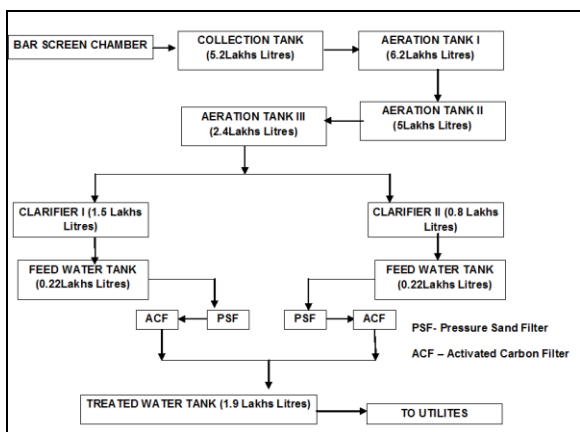 BAR SCREEN CHAMBER
COLLECTION TANK
(5.2Lakhs Litres)
AERATION TANK I
(6.2Lakhs Litres)
AERATION TANK III
(2.4Lakhs Litres)
AERATION TANK II
(5Lakhs Litres)
CLARIFIER I (1.5 Lakhs
Litres)
CLARIFIER II (0.8 Lakhs
Litres)
FEED WATER TANK
(0.22Lakhs Litres)
FEED WATER TANK
(0.22Lakhs Litres)
ACF
PSF
PSF
ACF
PSF- Pressure Sand Filter
ACF – Activated Carbon Filter
TREATED WATER TANK (1.9 Lakhs Litres)
TO UTILITES